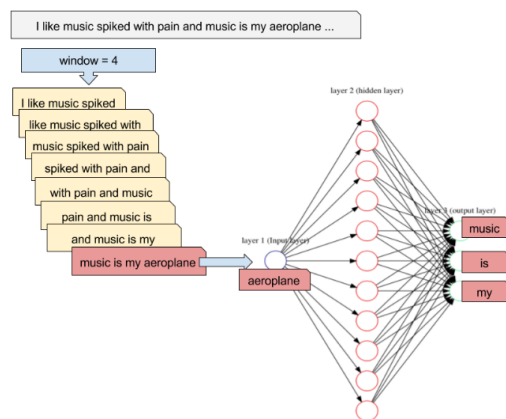 I like music spiked with pain and music is my aeroplane ...
window = 4
I like music spiked
like music spiked with
music spiked with pain
spiked with pain and
with pain and music
pain and music is
and music is my
music is my aeroplane
layer 1 (Input layer)
aeroplane
layer 2 (hidden layer)
layer 3 (output layer)
music
is
my